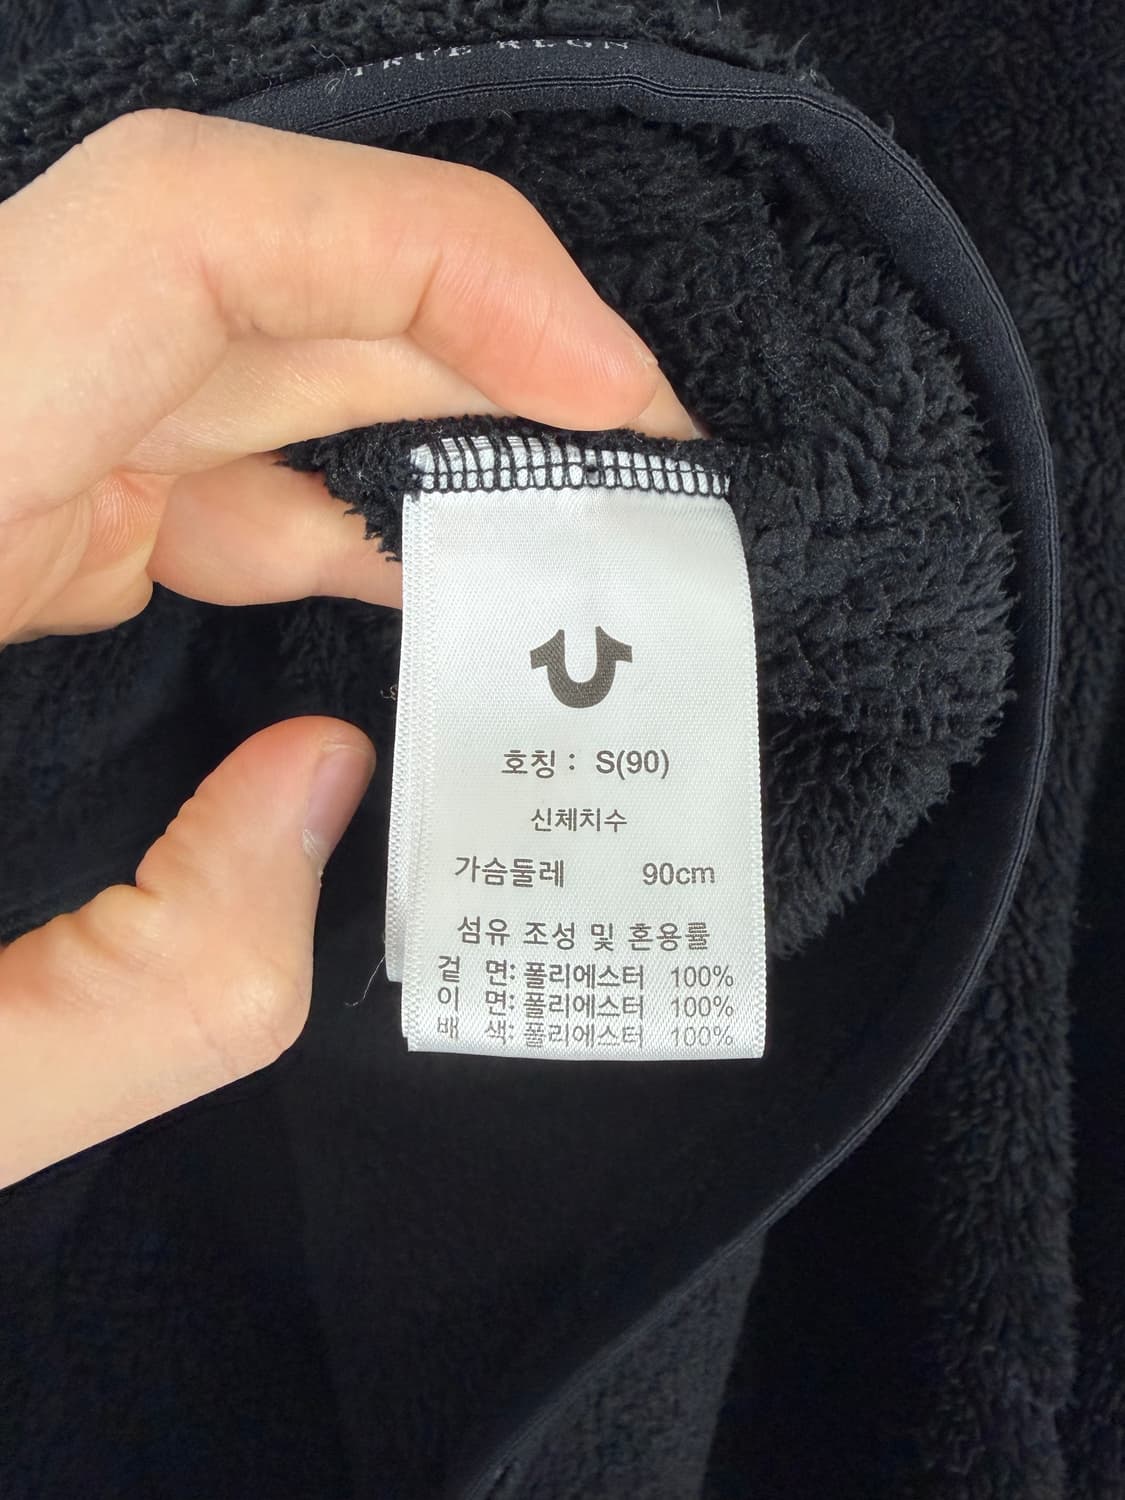 TRUE RLGN
호칭 : S(90)
신체치수
가슴둘레 90cm
섬유 조성 및 혼용률
겉 면: 폴리에스터 100%
이 면: 폴리에스터 100%
배 색: 폴리에스터 100%